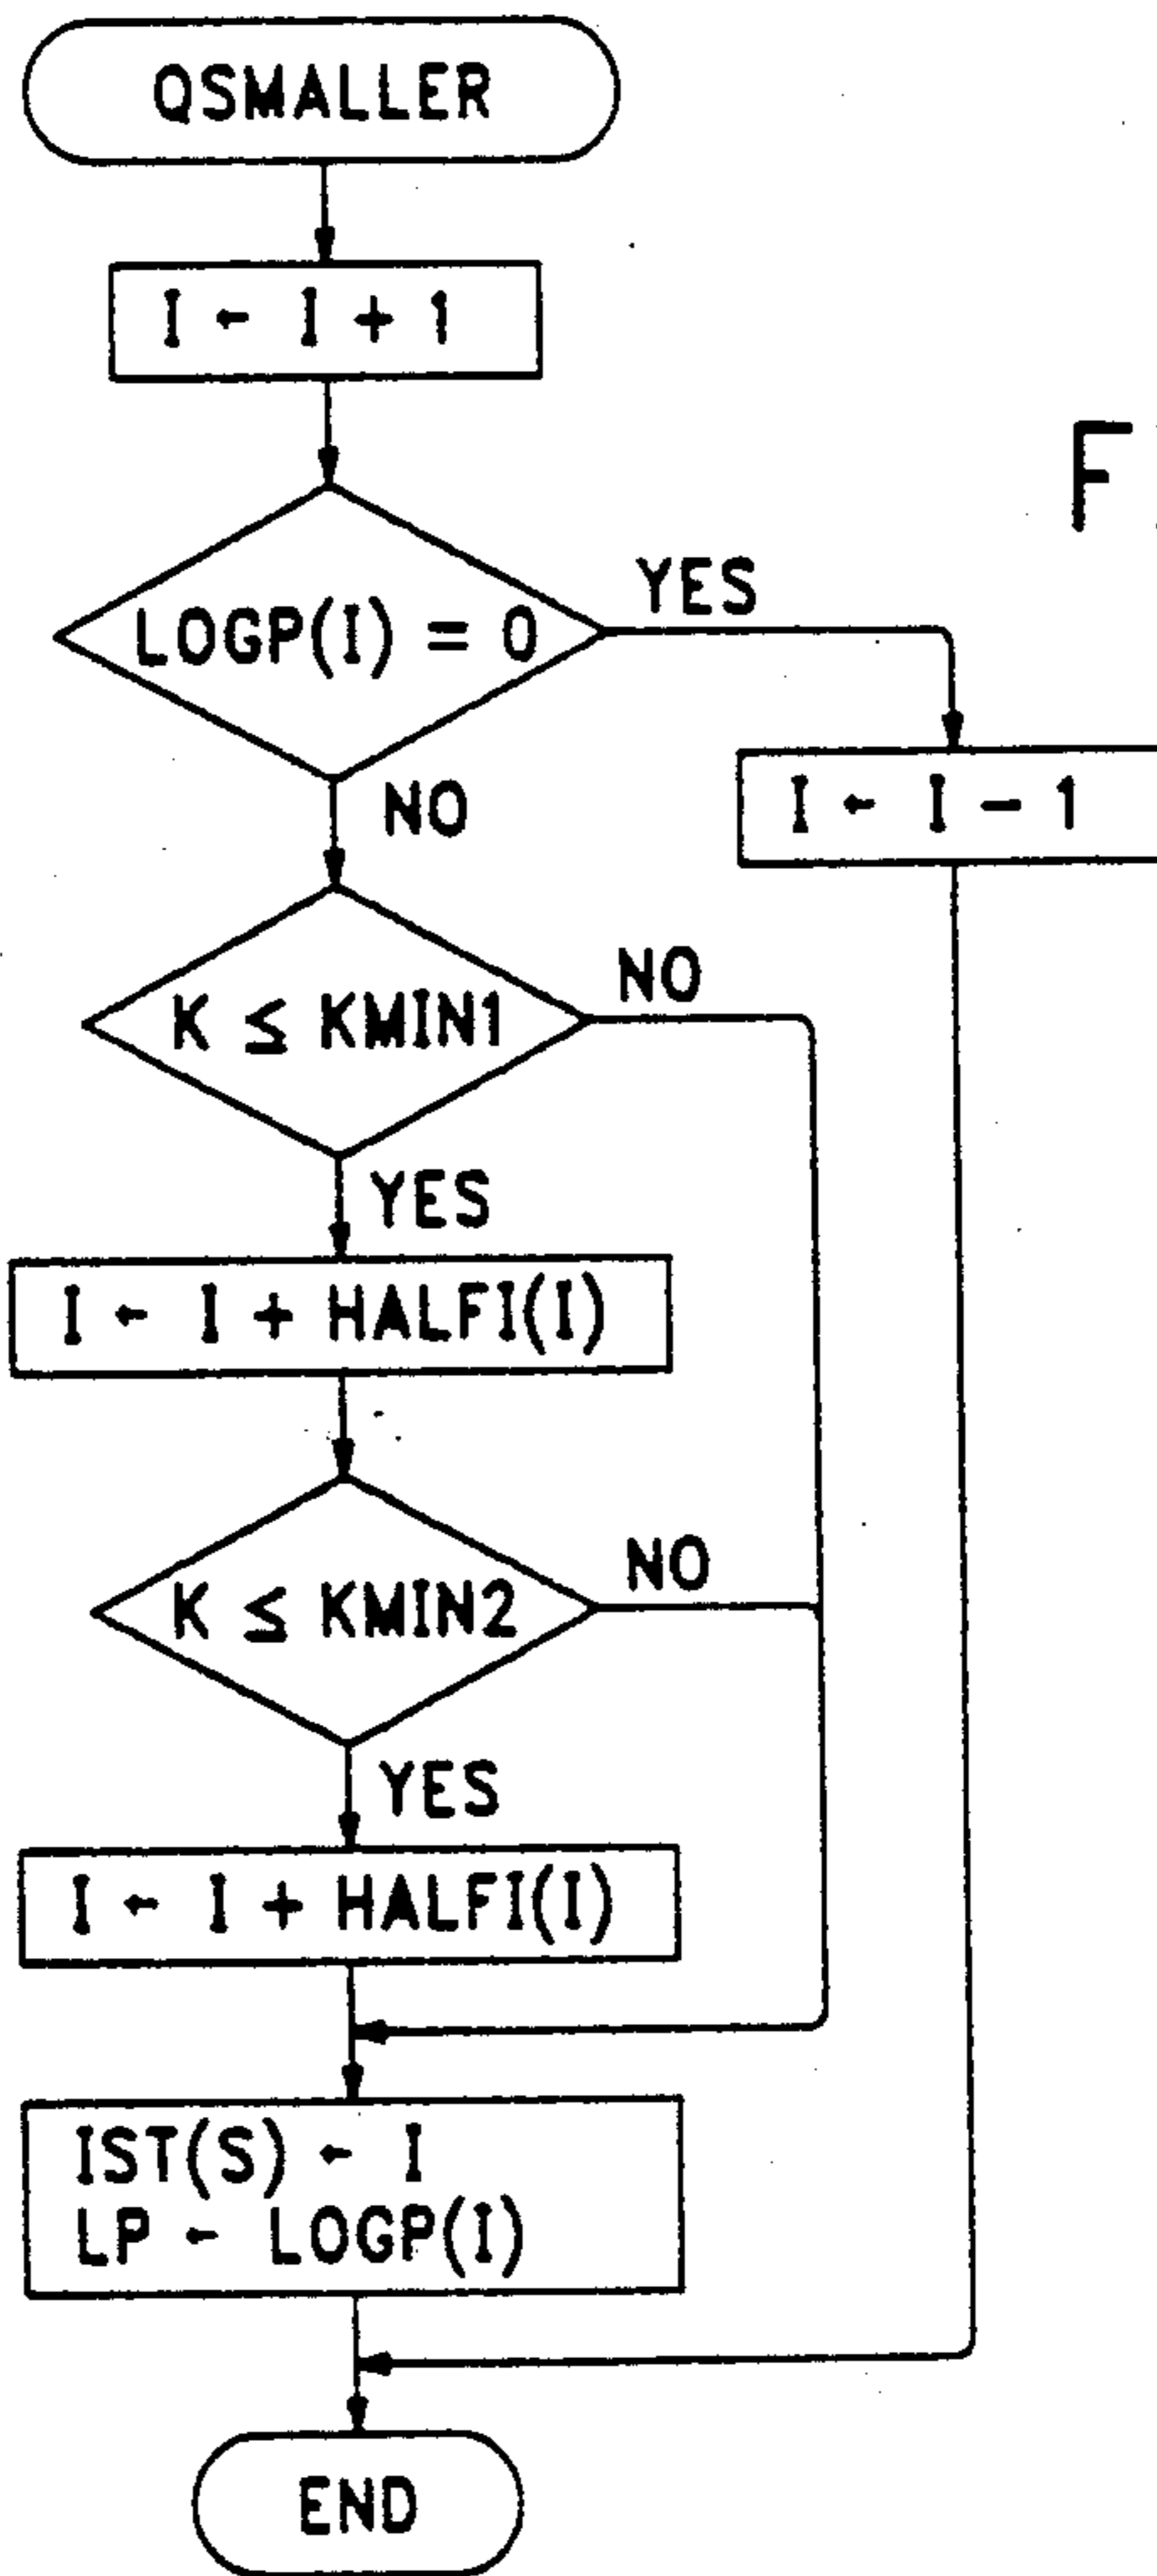 QSMALLER
I ← I + 1
LOGP(I) = 0
YES
NO
I ← I - 1
K ≤ KMIN1
NO
YES
I ← I + HALFI(I)
K ≤ KMIN2
NO
YES
I ← I + HALFI(I)
IST(S) ← I
LP ← LOGP(I)
END